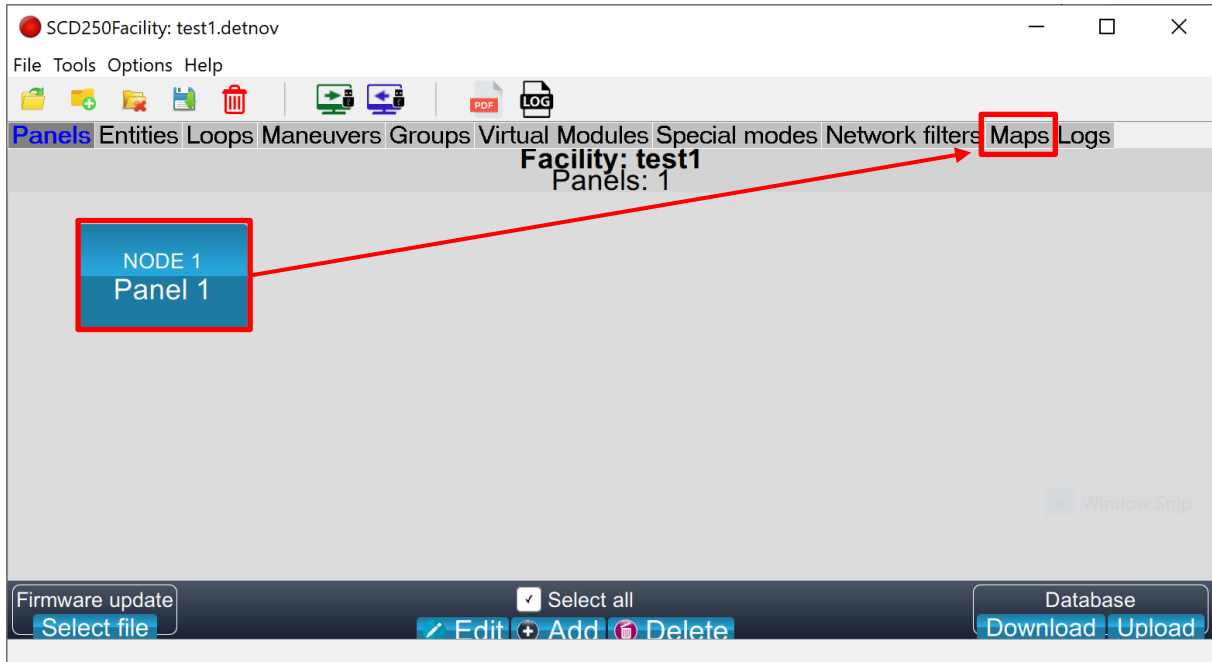 SCD250Facility: test1.detnov
File Tools Options Help
PDF LOG
Panels Entities Loops Maneuvers Groups Virtual Modules Special modes Network filters Maps Logs
Facility: test1
Panels: 1
NODE 1
Panel 1
Window Snip
Firmware update
Select file
Select all
Edit Add Delete
Database
Download Upload